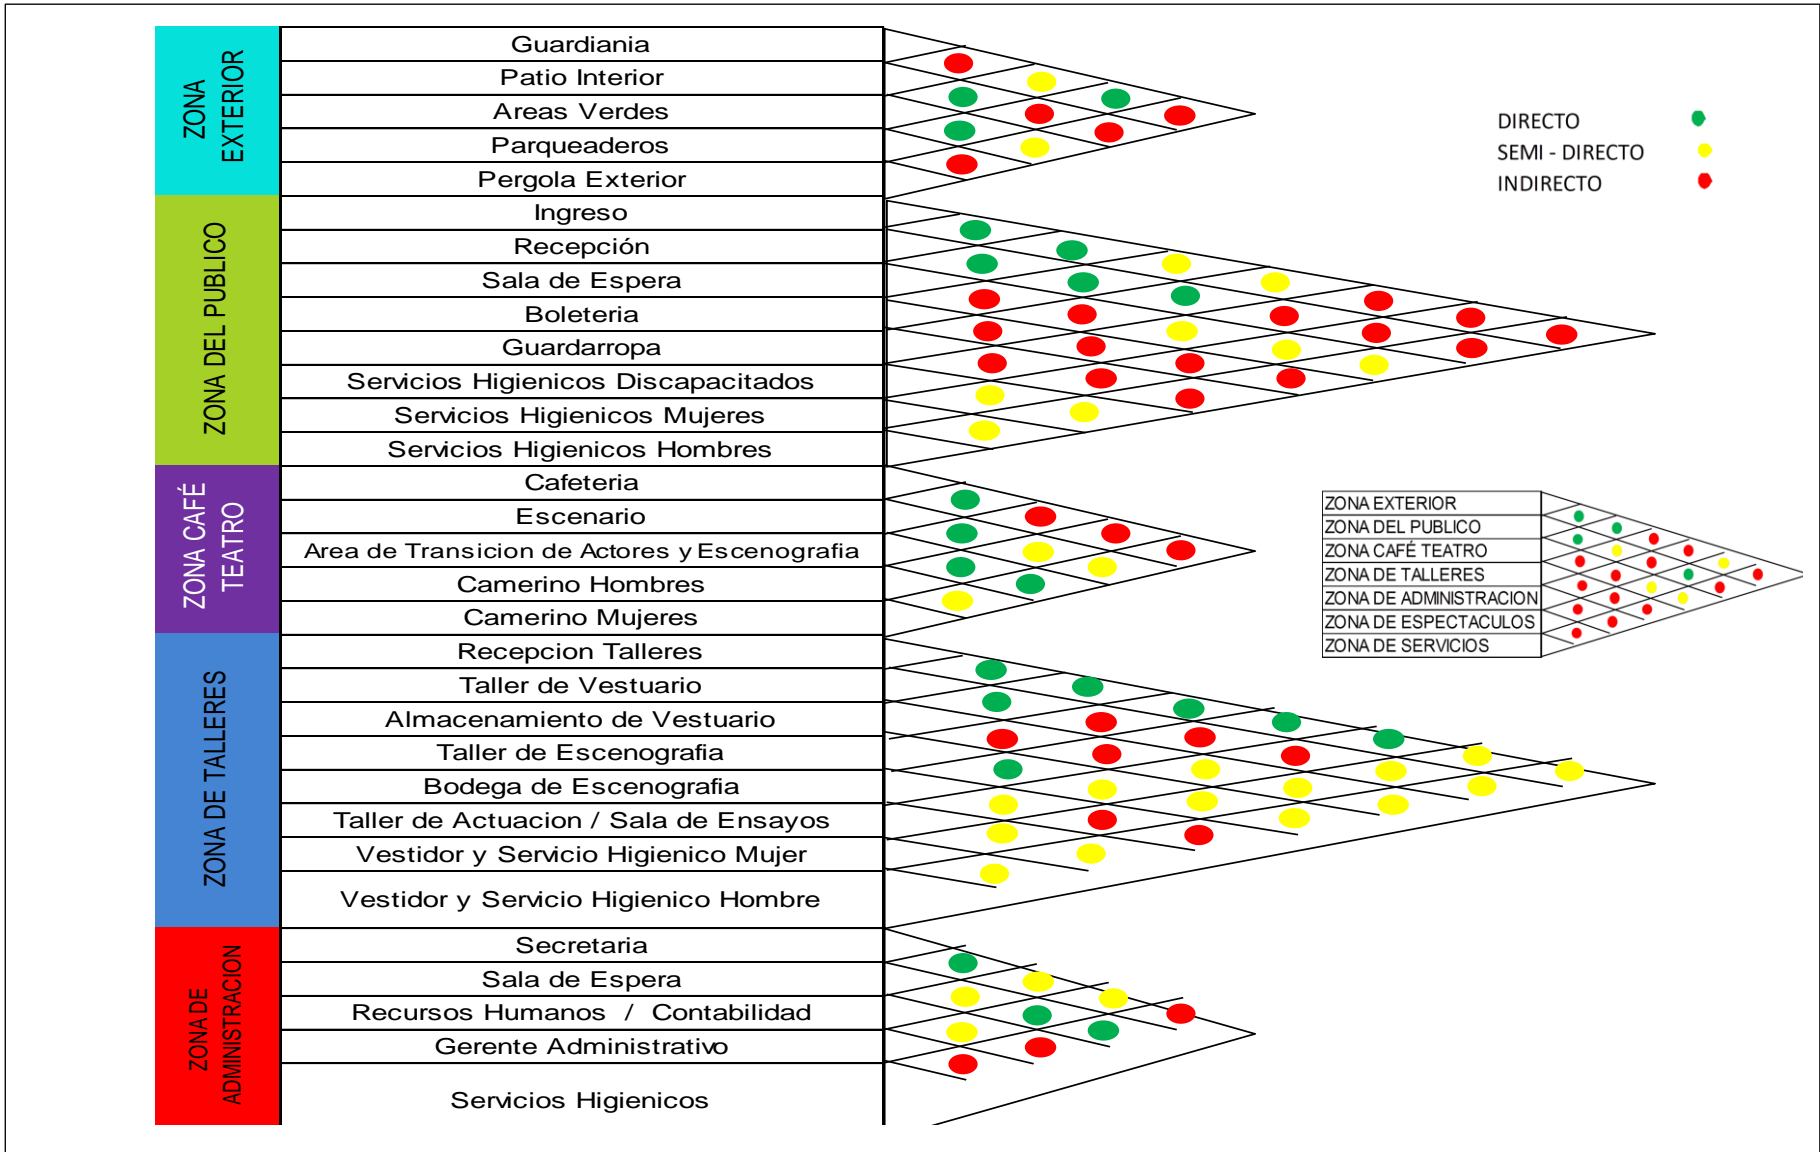 ZONA
EXTERIOR
Guardiania
Patio Interior
Areas Verdes
Parqueaderos
Pergola Exterior
DIRECTO
SEMI - DIRECTO
INDIRECTO
ZONA DEL PUBLICO
Ingreso
Recepción
Sala de Espera
Boleteria
Guardarropa
Servicios Higienicos Discapacitados
Servicios Higienicos Mujeres
Servicios Higienicos Hombres
ZONA CAFÉ
TEATRO
Cafeteria
Escenario
Area de Transicion de Actores y Escenografia
Camerino Hombres
Camerino Mujeres
ZONA EXTERIOR
ZONA DEL PUBLICO
ZONA CAFÉ TEATRO
ZONA DE TALLERES
ZONA DE ADMINISTRACION
ZONA DE ESPECTACULOS
ZONA DE SERVICIOS
ZONA DE TALLERES
Recepcion Talleres
Taller de Vestuario
Almacenamiento de Vestuario
Taller de Escenografia
Bodega de Escenografia
Taller de Actuacion / Sala de Ensayos
Vestidor y Servicio Higienico Mujer
Vestidor y Servicio Higienico Hombre
ZONA DE
ADMINISTRACION
Secretaria
Sala de Espera
Recursos Humanos / Contabilidad
Gerente Administrativo
Servicios Higienicos